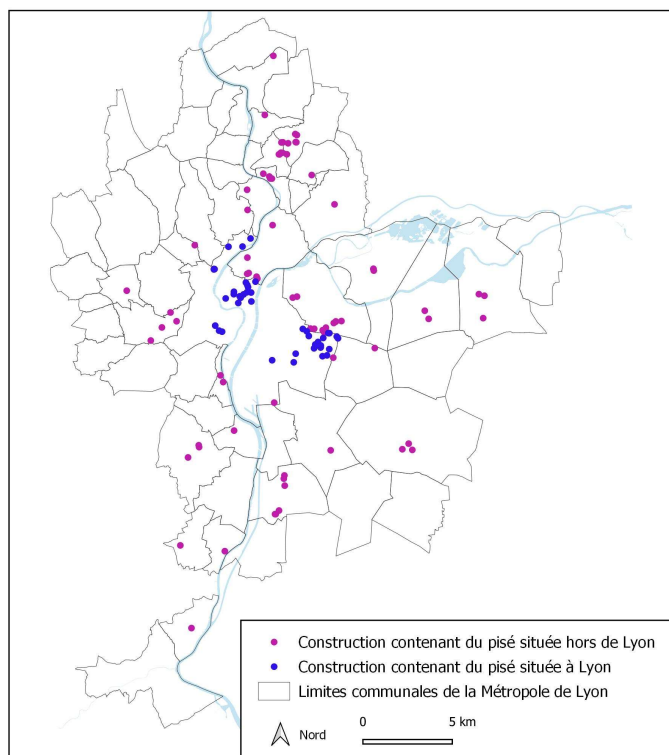 Construction contenant du pisé située hors de Lyon
Construction contenant du pisé située à Lyon
Limites communales de la Métropole de Lyon
Nord
0 5 km